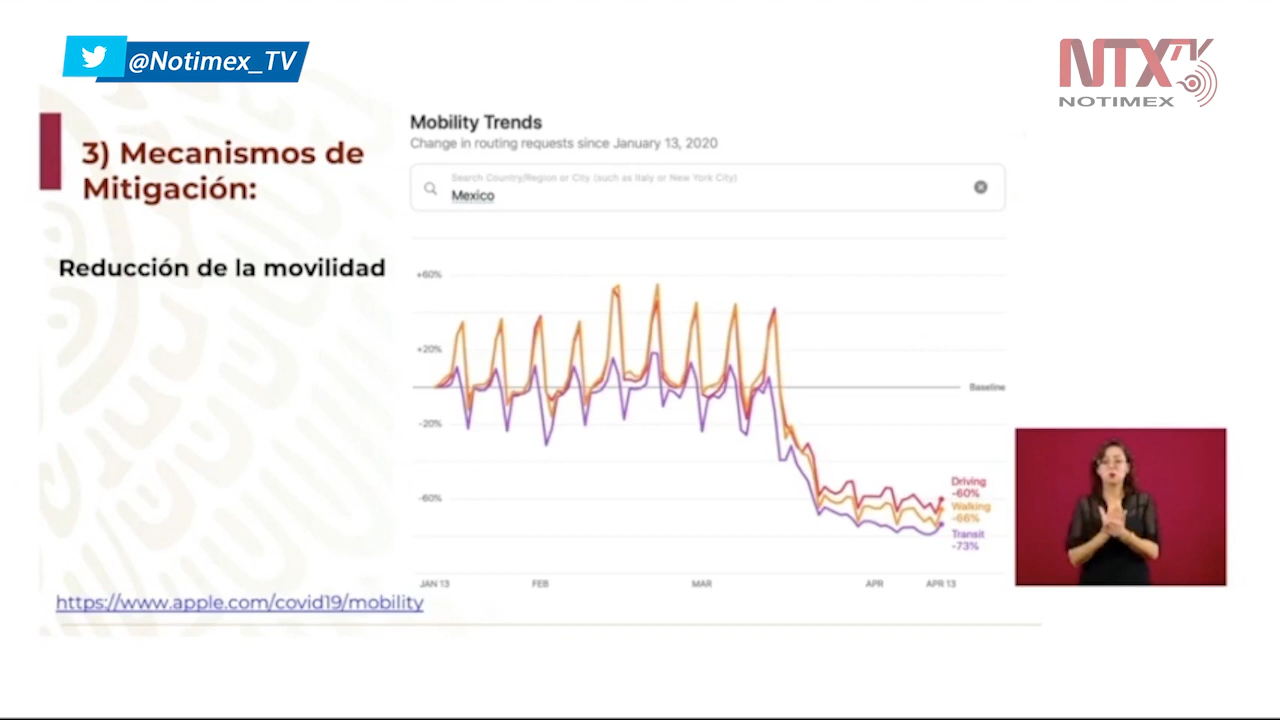 @Notimex_TV
NTX TV
NOTIMEX
3) Mecanismos de
Mitigación:
Reducción de la movilidad
Mobility Trends
Change in routing requests since January 13, 2020
Search Country/Region or City (such as Italy or New York City)
Mexico
+60%
+20%
Baseline
-20%
-60%
Driving
-60%
Walking
-66%
Transit
-73%
JAN 13
FEB
MAR
APR
APR 13
https://www.apple.com/covid19/mobility